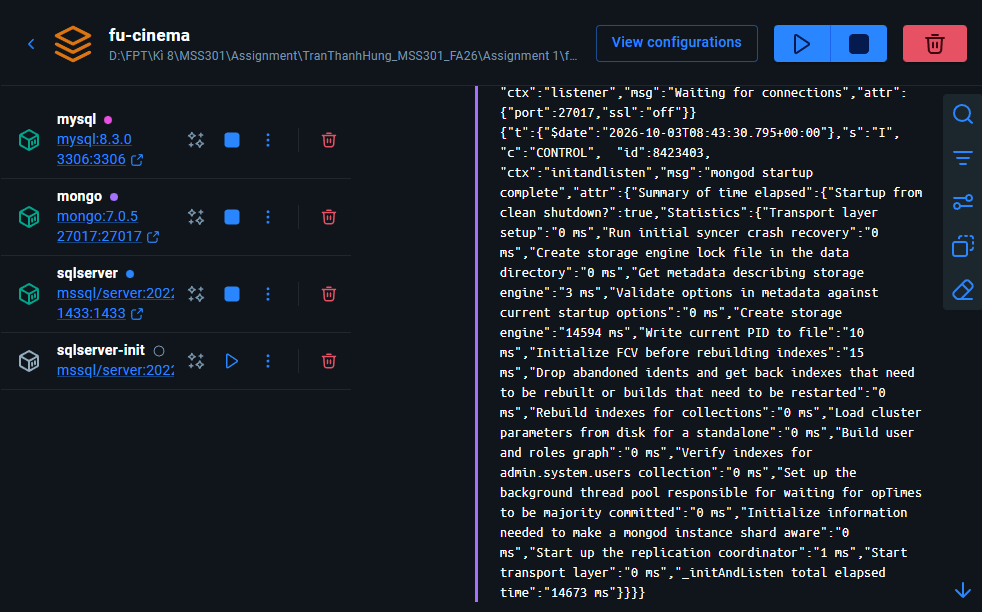 fu-cinema
D:\FPT\Kì 8\MSS301\Assignment\TranThanhHung_MSS301_FA26\Assignment 1\f...
View configurations
mysql
mysql:8.3.0
3306:3306
mongo
mongo:7.0.5
27017:27017
sqlserver
mssql/server:2022
1433:1433
sqlserver-init
mssql/server:2022
"ctx":"listener","msg":"Waiting for connections","attr":
{"port":27017,"ssl":"off"}}
{"t":{"$date":"2026-10-03T08:43:30.795+00:00"},"s":"I",
"c":"CONTROL",  "id":8423403,
"ctx":"initandlisten","msg":"mongod startup
complete","attr":{"Summary of time elapsed":{"Startup from
clean shutdown?":true,"Statistics":{"Transport layer
setup":"0 ms","Run initial syncer crash recovery":"0
ms","Create storage engine lock file in the data
directory":"0 ms","Get metadata describing storage
engine":"3 ms","Validate options in metadata against
current startup options":"0 ms","Create storage
engine":"14594 ms","Write current PID to file":"10
ms","Initialize FCV before rebuilding indexes":"15
ms","Drop abandoned idents and get back indexes that need
to be rebuilt or builds that need to be restarted":"0
ms","Rebuild indexes for collections":"0 ms","Load cluster
parameters from disk for a standalone":"0 ms","Build user
and roles graph":"0 ms","Verify indexes for
admin.system.users collection":"0 ms","Set up the
background thread pool responsible for waiting for opTimes
to be majority committed":"0 ms","Initialize information
needed to make a mongod instance shard aware":"0
ms","Start up the replication coordinator":"1 ms","Start
transport layer":"0 ms","_initAndListen total elapsed
time":"14673 ms"}}}}